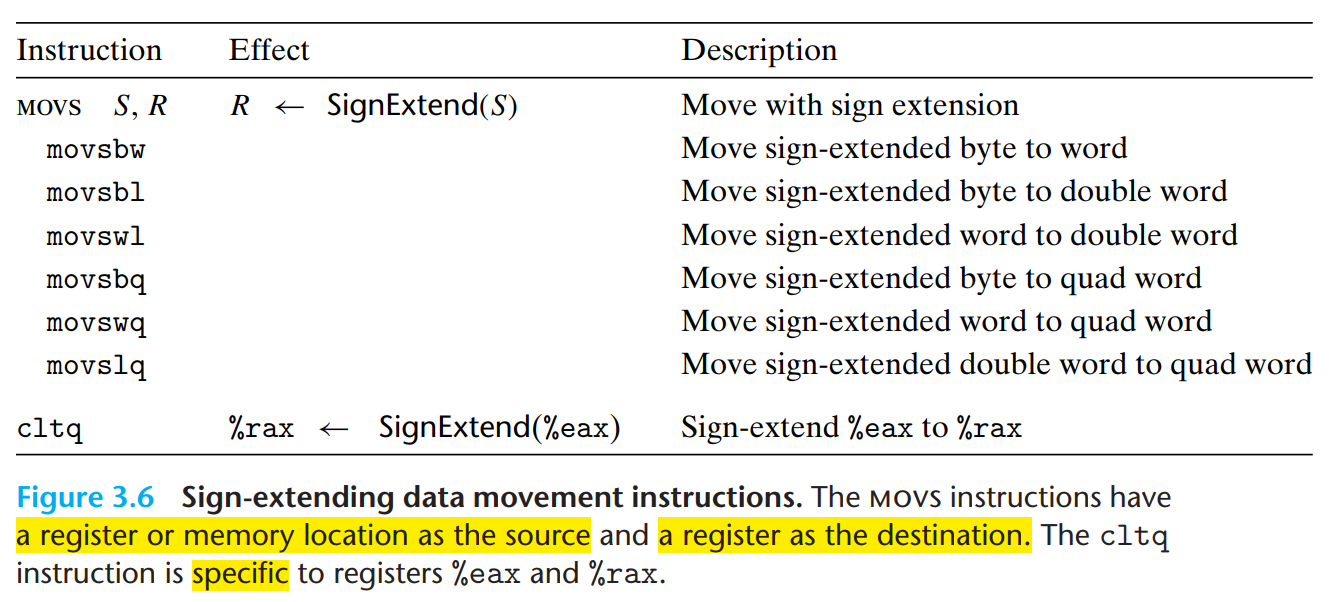 Instruction Effect Description
MOVS S, R R ← SignExtend(S) Move with sign extension
movsbw Move sign-extended byte to word
movsbl Move sign-extended byte to double word
movswl Move sign-extended word to double word
movsbq Move sign-extended byte to quad word
movswq Move sign-extended word to quad word
movslq Move sign-extended double word to quad word
cltq %rax ← SignExtend(%eax) Sign-extend %eax to %rax
Figure 3.6 Sign-extending data movement instructions. The MOVS instructions have
a register or memory location as the source and a register as the destination. The cltq
instruction is specific to registers %eax and %rax.